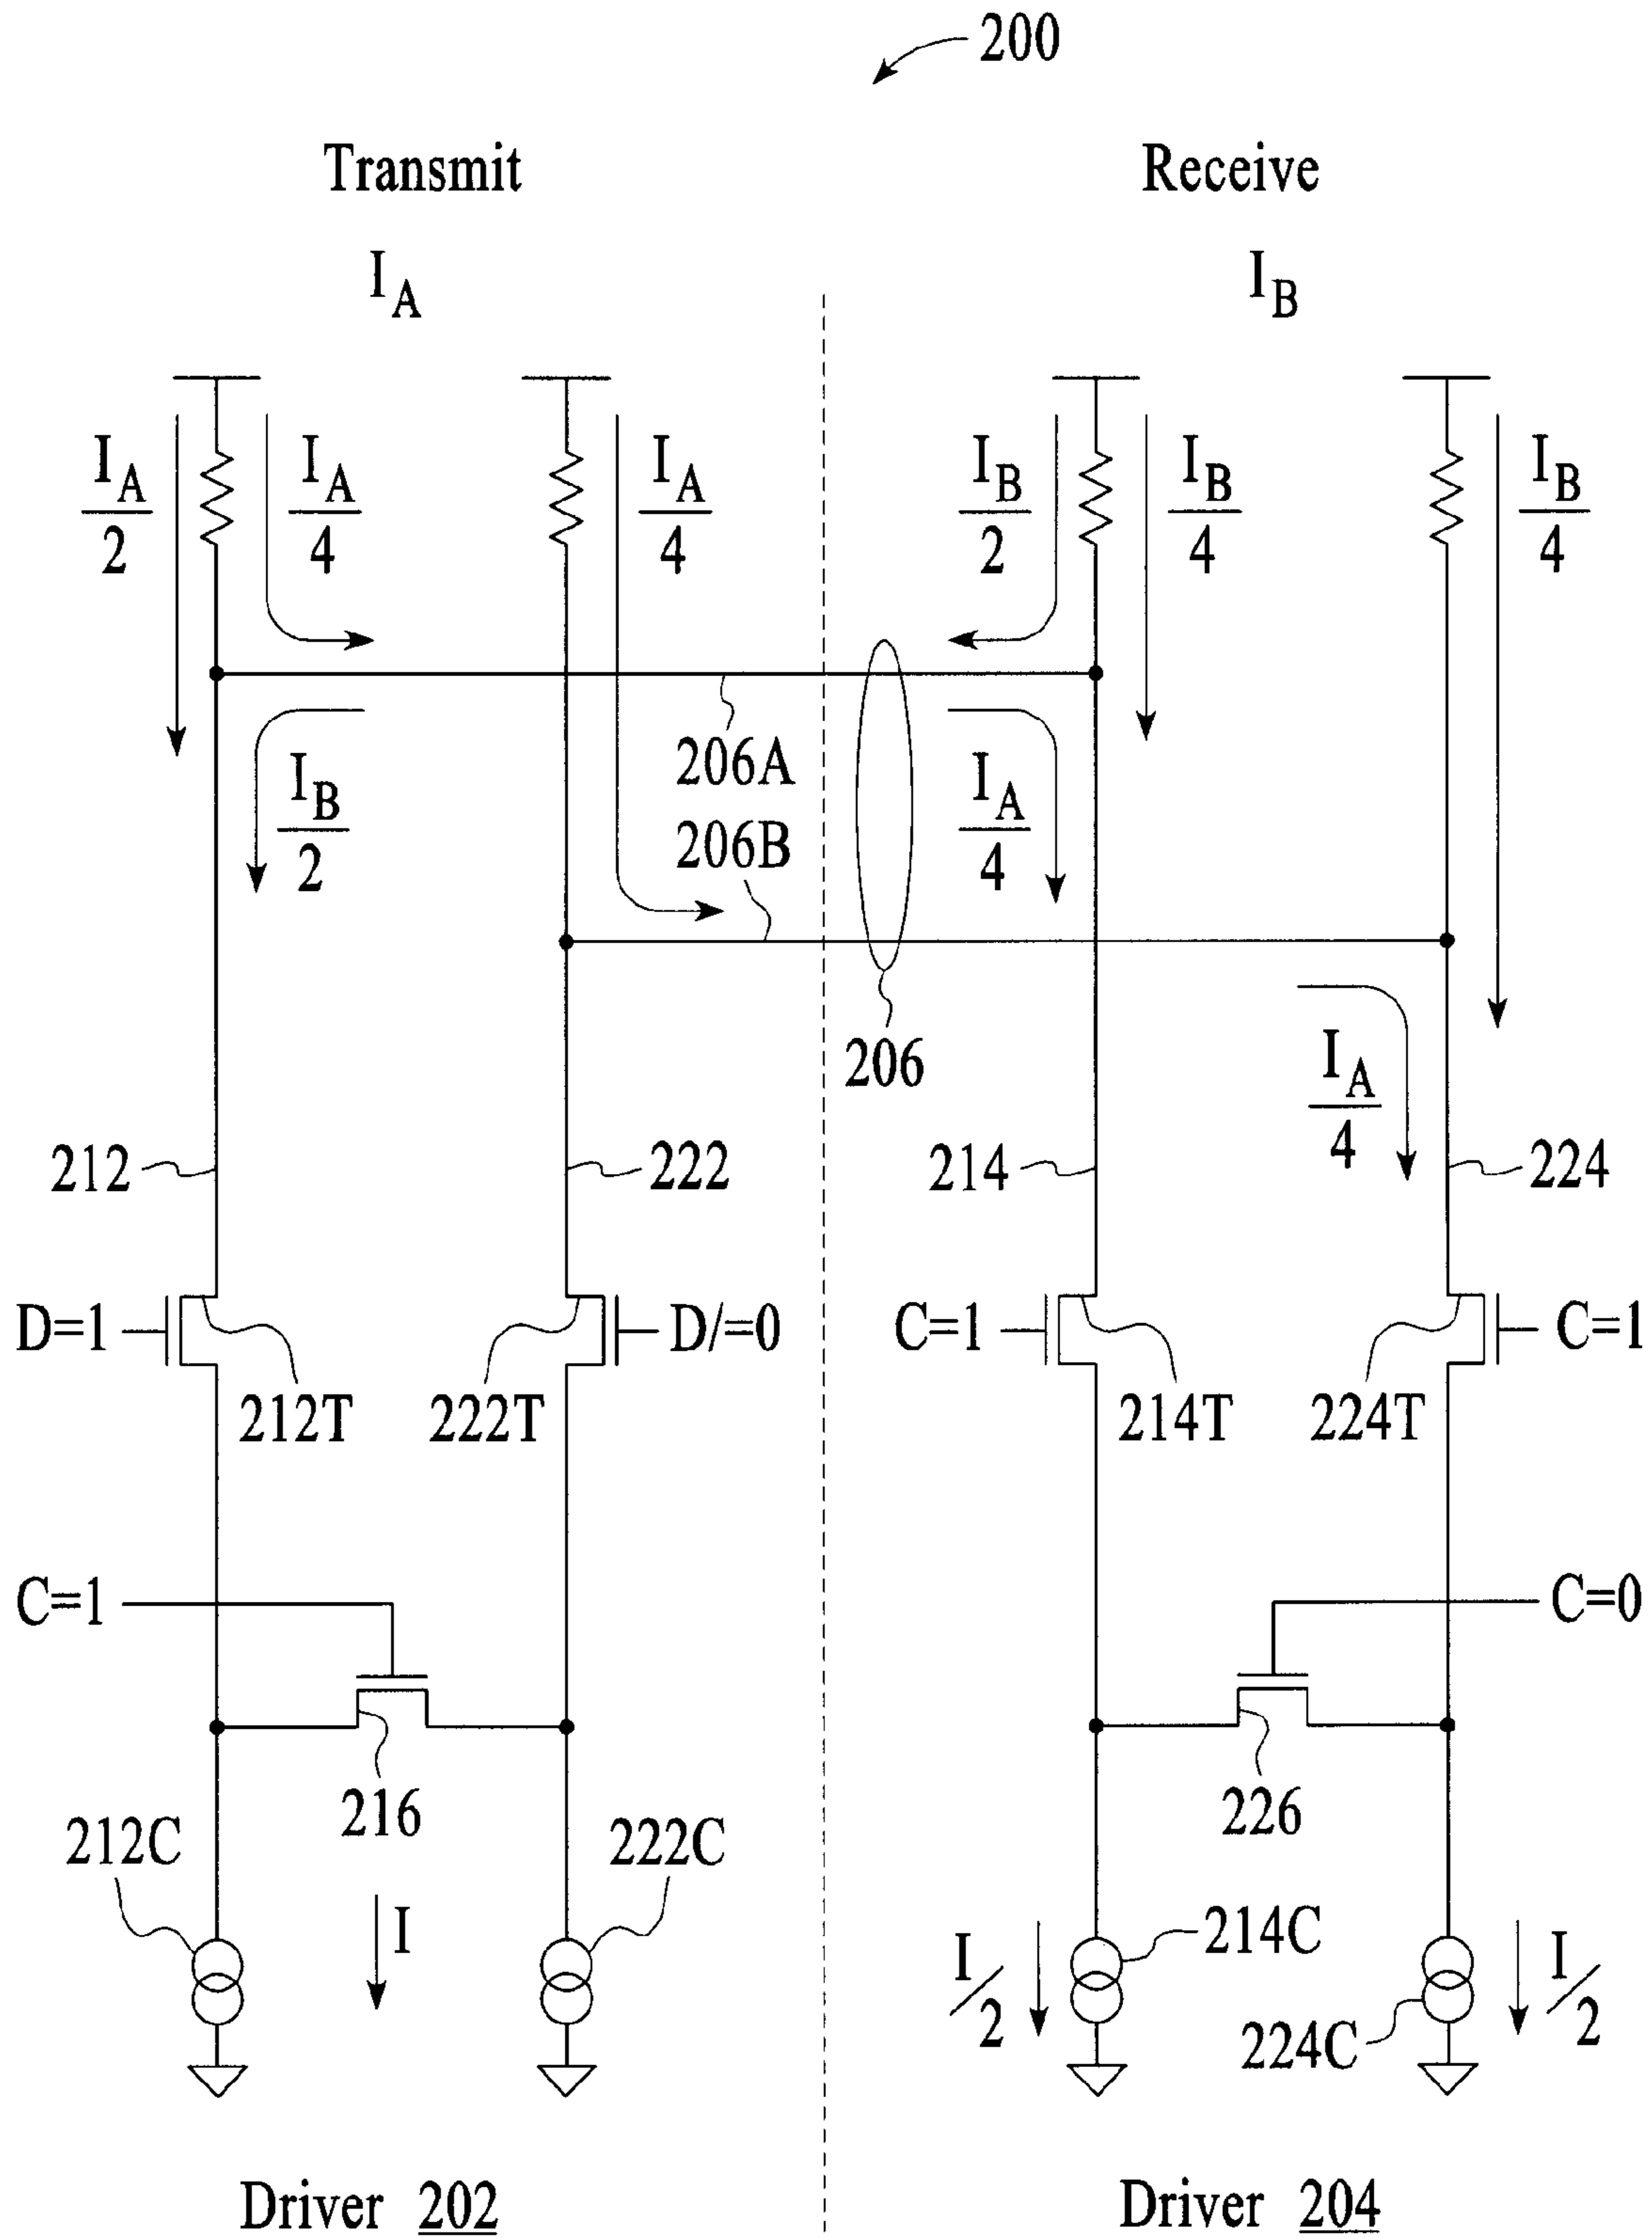 200
Transmit Receive
I_A I_B
I_A/2 I_A/4 I_A/4 I_B/2 I_B/4 I_B/4
206A
I_B/2 I_A/4
206B
206
I_A/4
212 222 214 224
D=1 D/=0 C=1 C=1
212T 222T 214T 224T
C=1 C=0
216 226
212C 222C
I I/2 214C I/2
224C
Driver 202 Driver 204